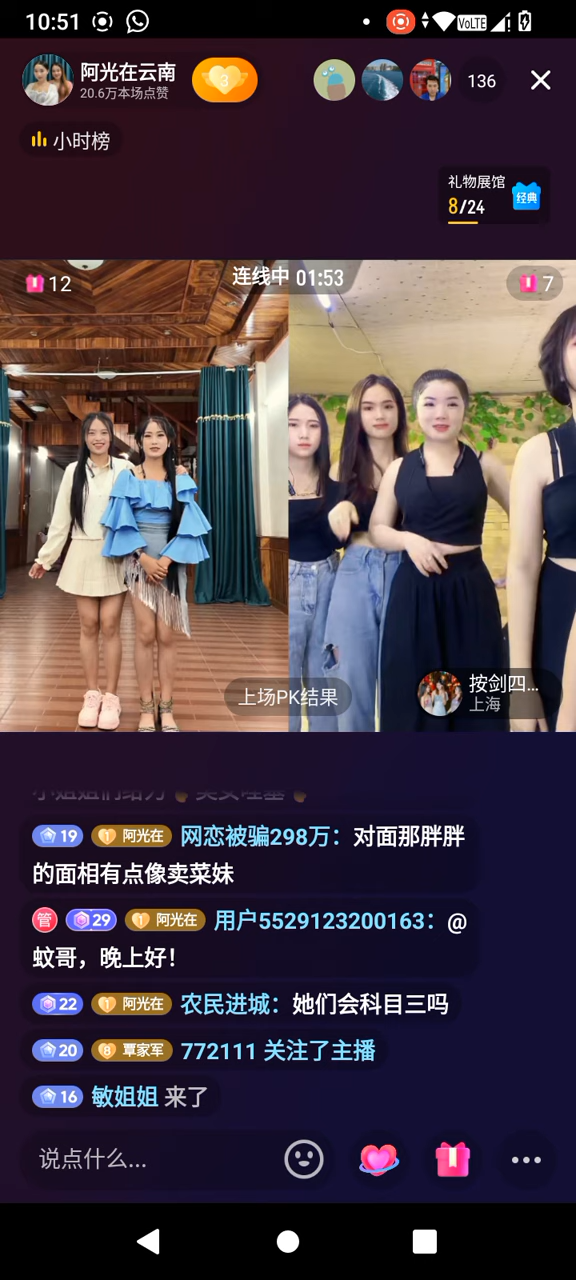 10:51
VoLTE
阿光在云南
20.6万本场点赞
3
136
小时榜
礼物展馆
8/24
经典
12
连线中 01:53
7
上场PK结果
按剑四...
上海
19 1 阿光在 网恋被骗298万：对面那胖胖
的面相有点像卖菜妹
管 29 1 阿光在 用户5529123200163：@
蚊哥，晚上好！
22 1 阿光在 农民进城：她们会科目三吗
20 8 覃家军 772111 关注了主播
16 敏姐姐 来了
说点什么...